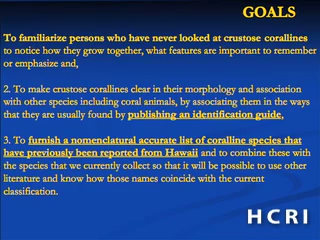 GOALS
To familiarize persons who have never looked at crustose corallines
to notice how they grow together, what features are important to remember
or emphasize and,
2. To make crustose corallines clear in their morphology and association
with other species including coral animals, by associating them in the ways
that they are usually found by publishing an identification guide,
3. To furnish a nomenclatural accurate list of coralline species that
have previously been reported from Hawaii and to combine these with
the species that we currently collect so that it will be possible to use other
literature and know how those names coincide with the current
classification.
HCRI